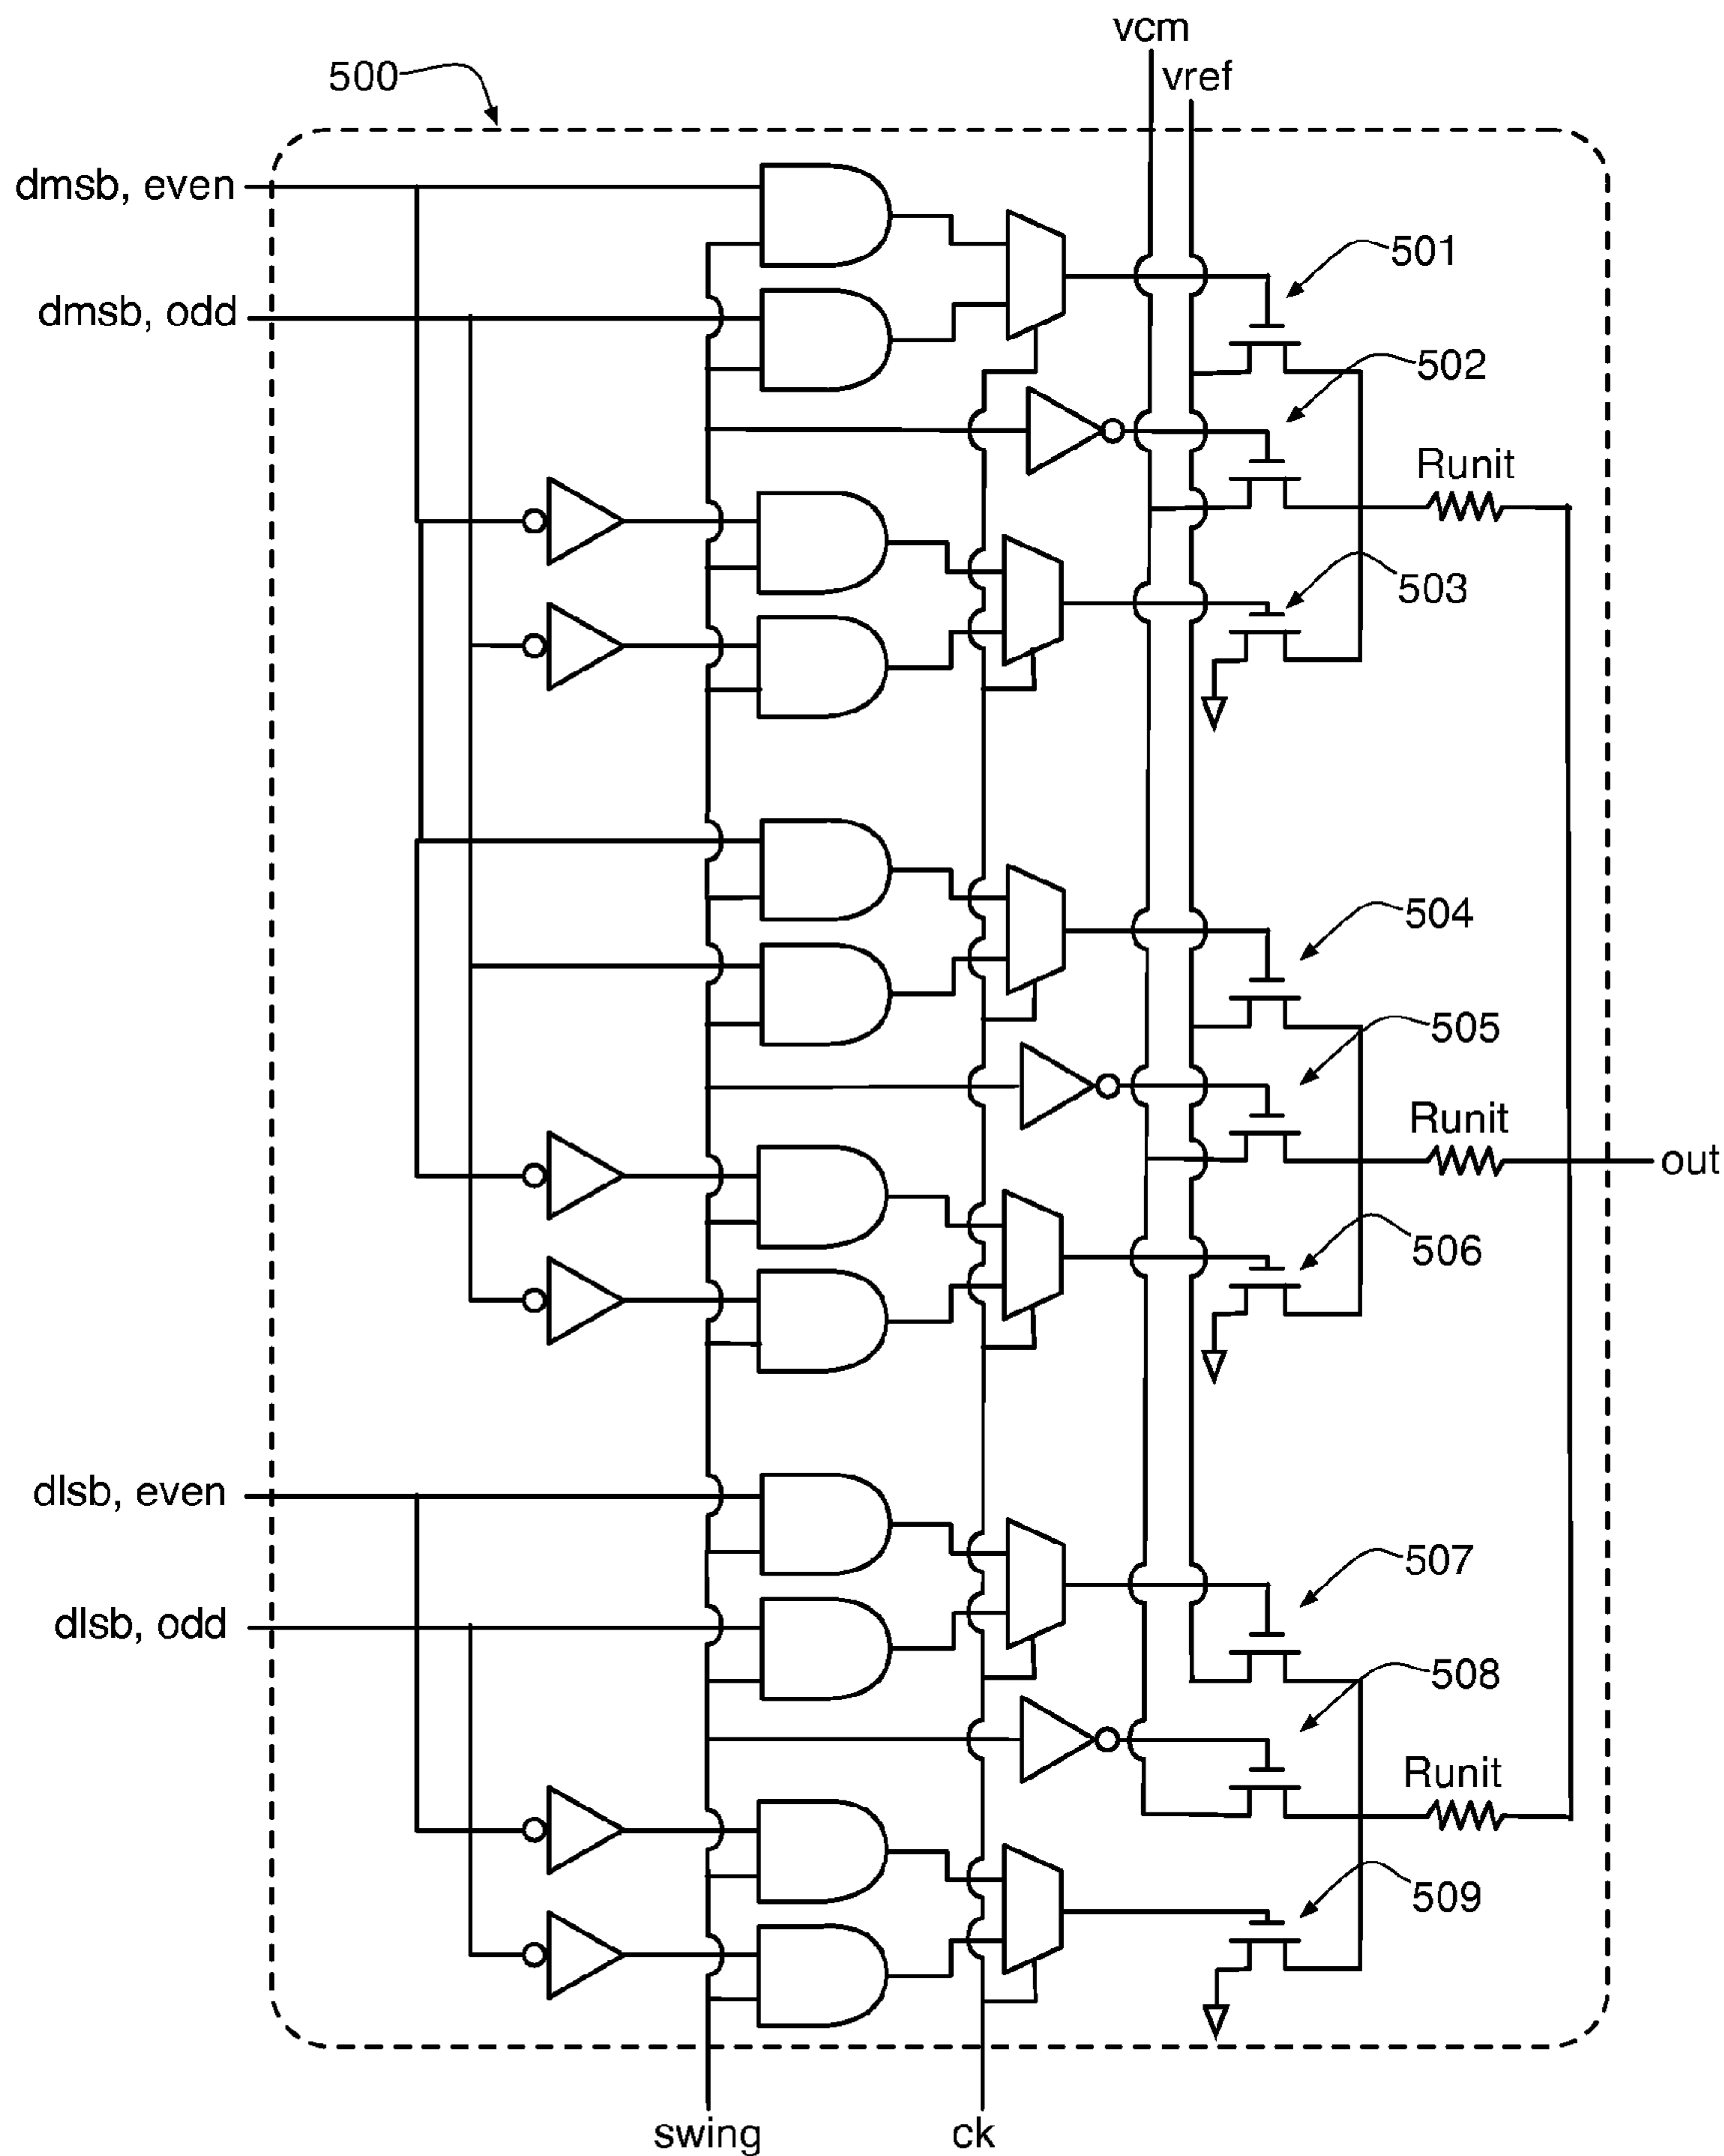 vcm
vref
500
dmsb, even
501
dmsb, odd
502
Runit
503
504
505
Runit
out
506
dlsb, even
507
dlsb, odd
508
Runit
509
swing
ck